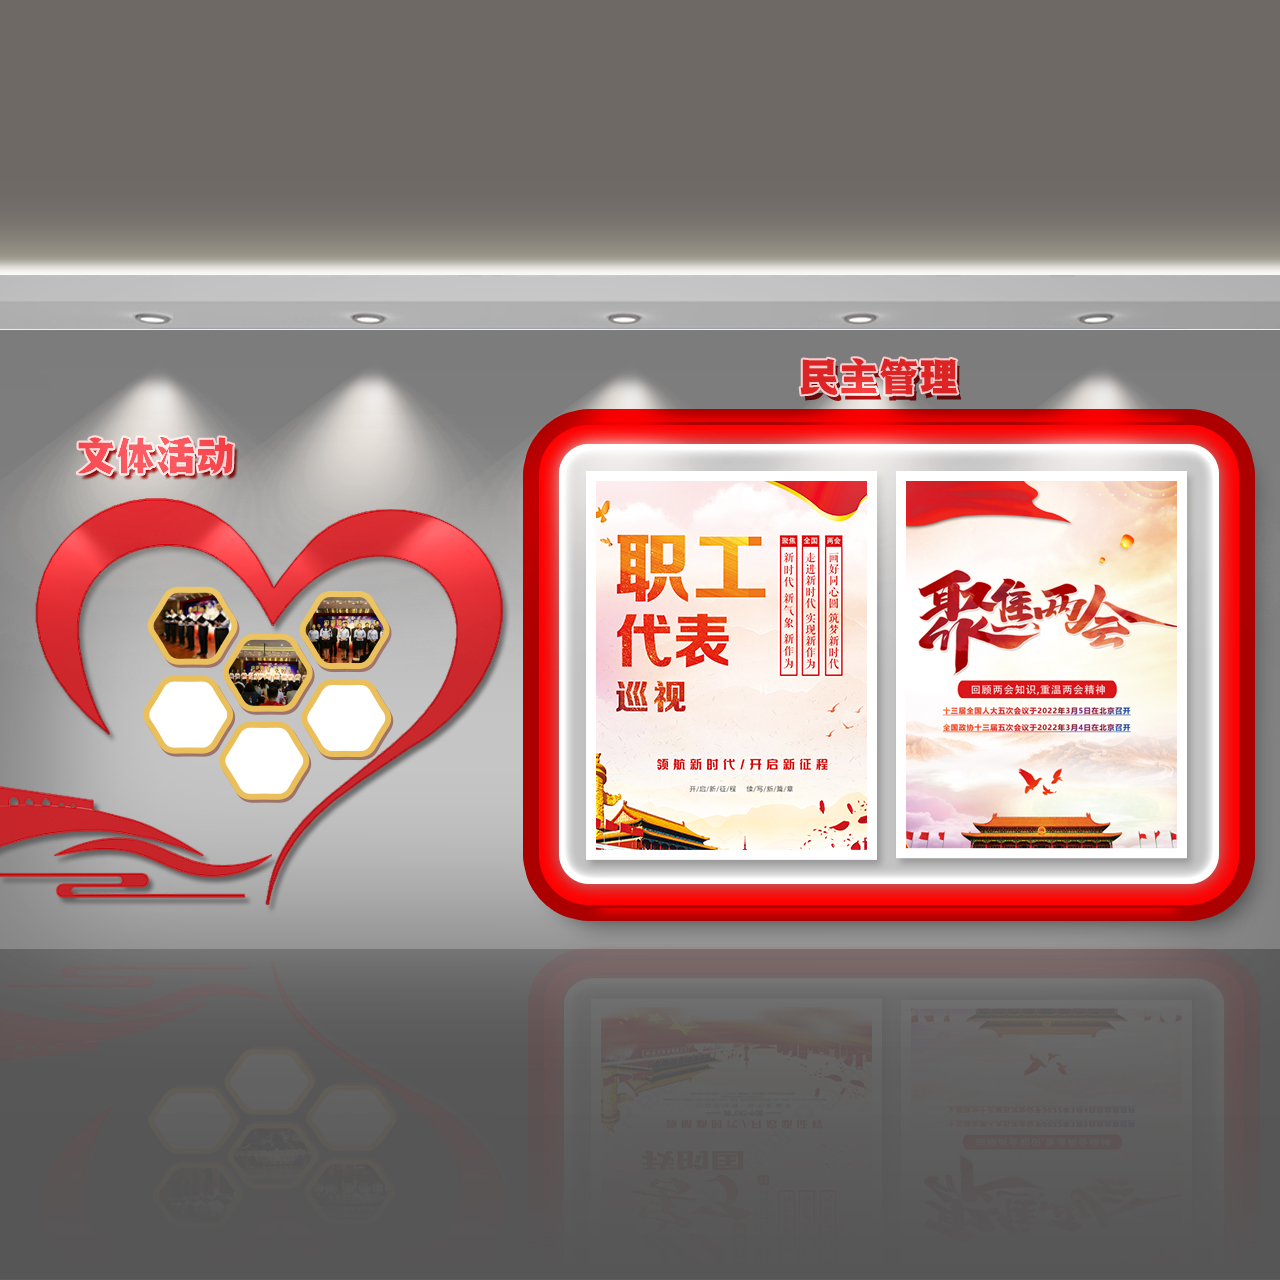 民主管理
文体活动
职工
代表
巡视
聚焦 新时代 新气象 新作为
全国 走进新时代 实现新作为
两会 画好同心圆 筑梦新时代
领航新时代/开启新征程
开/启/新/征/程 续/写/新/篇/章
聚焦两会
回顾两会知识,重温两会精神
十三届全国人大五次会议于2022年3月5日在北京召开
全国政协十三届五次会议于2022年3月4日在北京召开